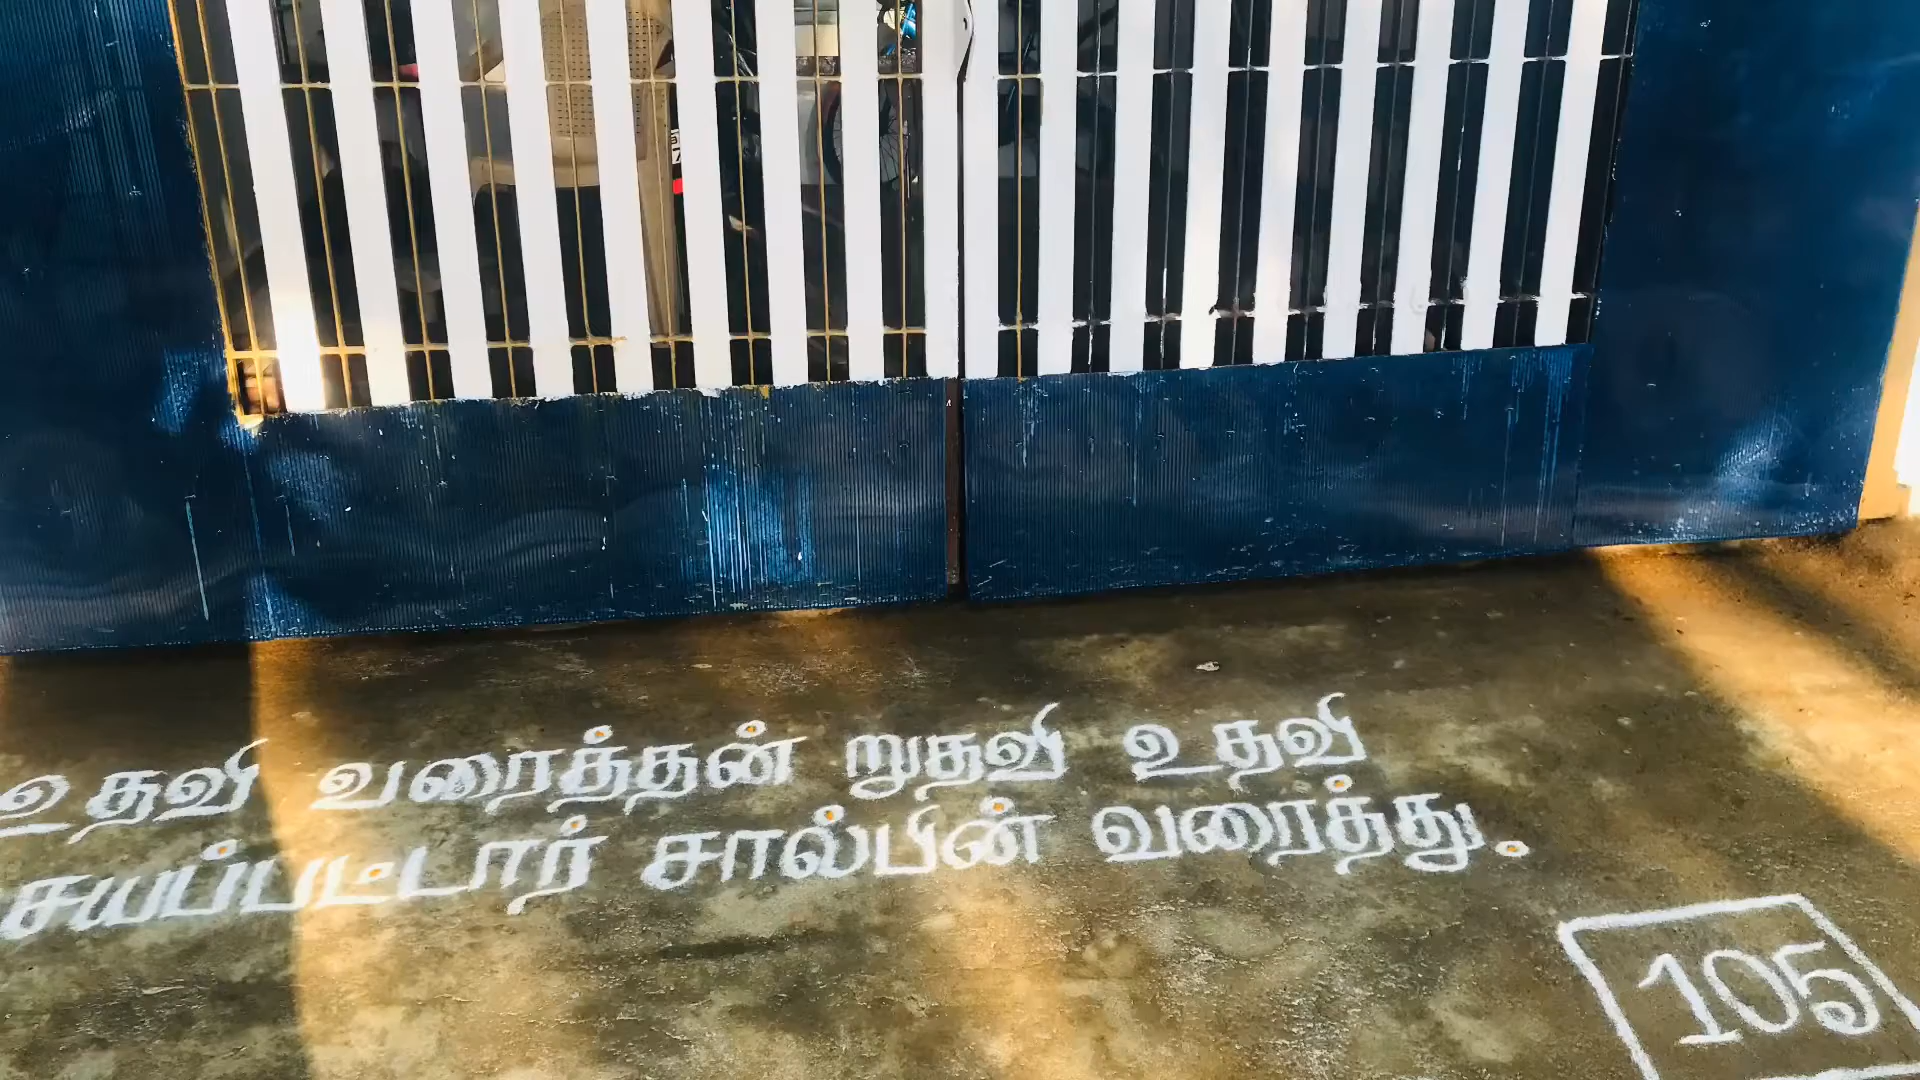 உதவி வரைத்தன் றுதவி உதவி
சயப்பட்டார் சால்பின் வரைத்து.
105